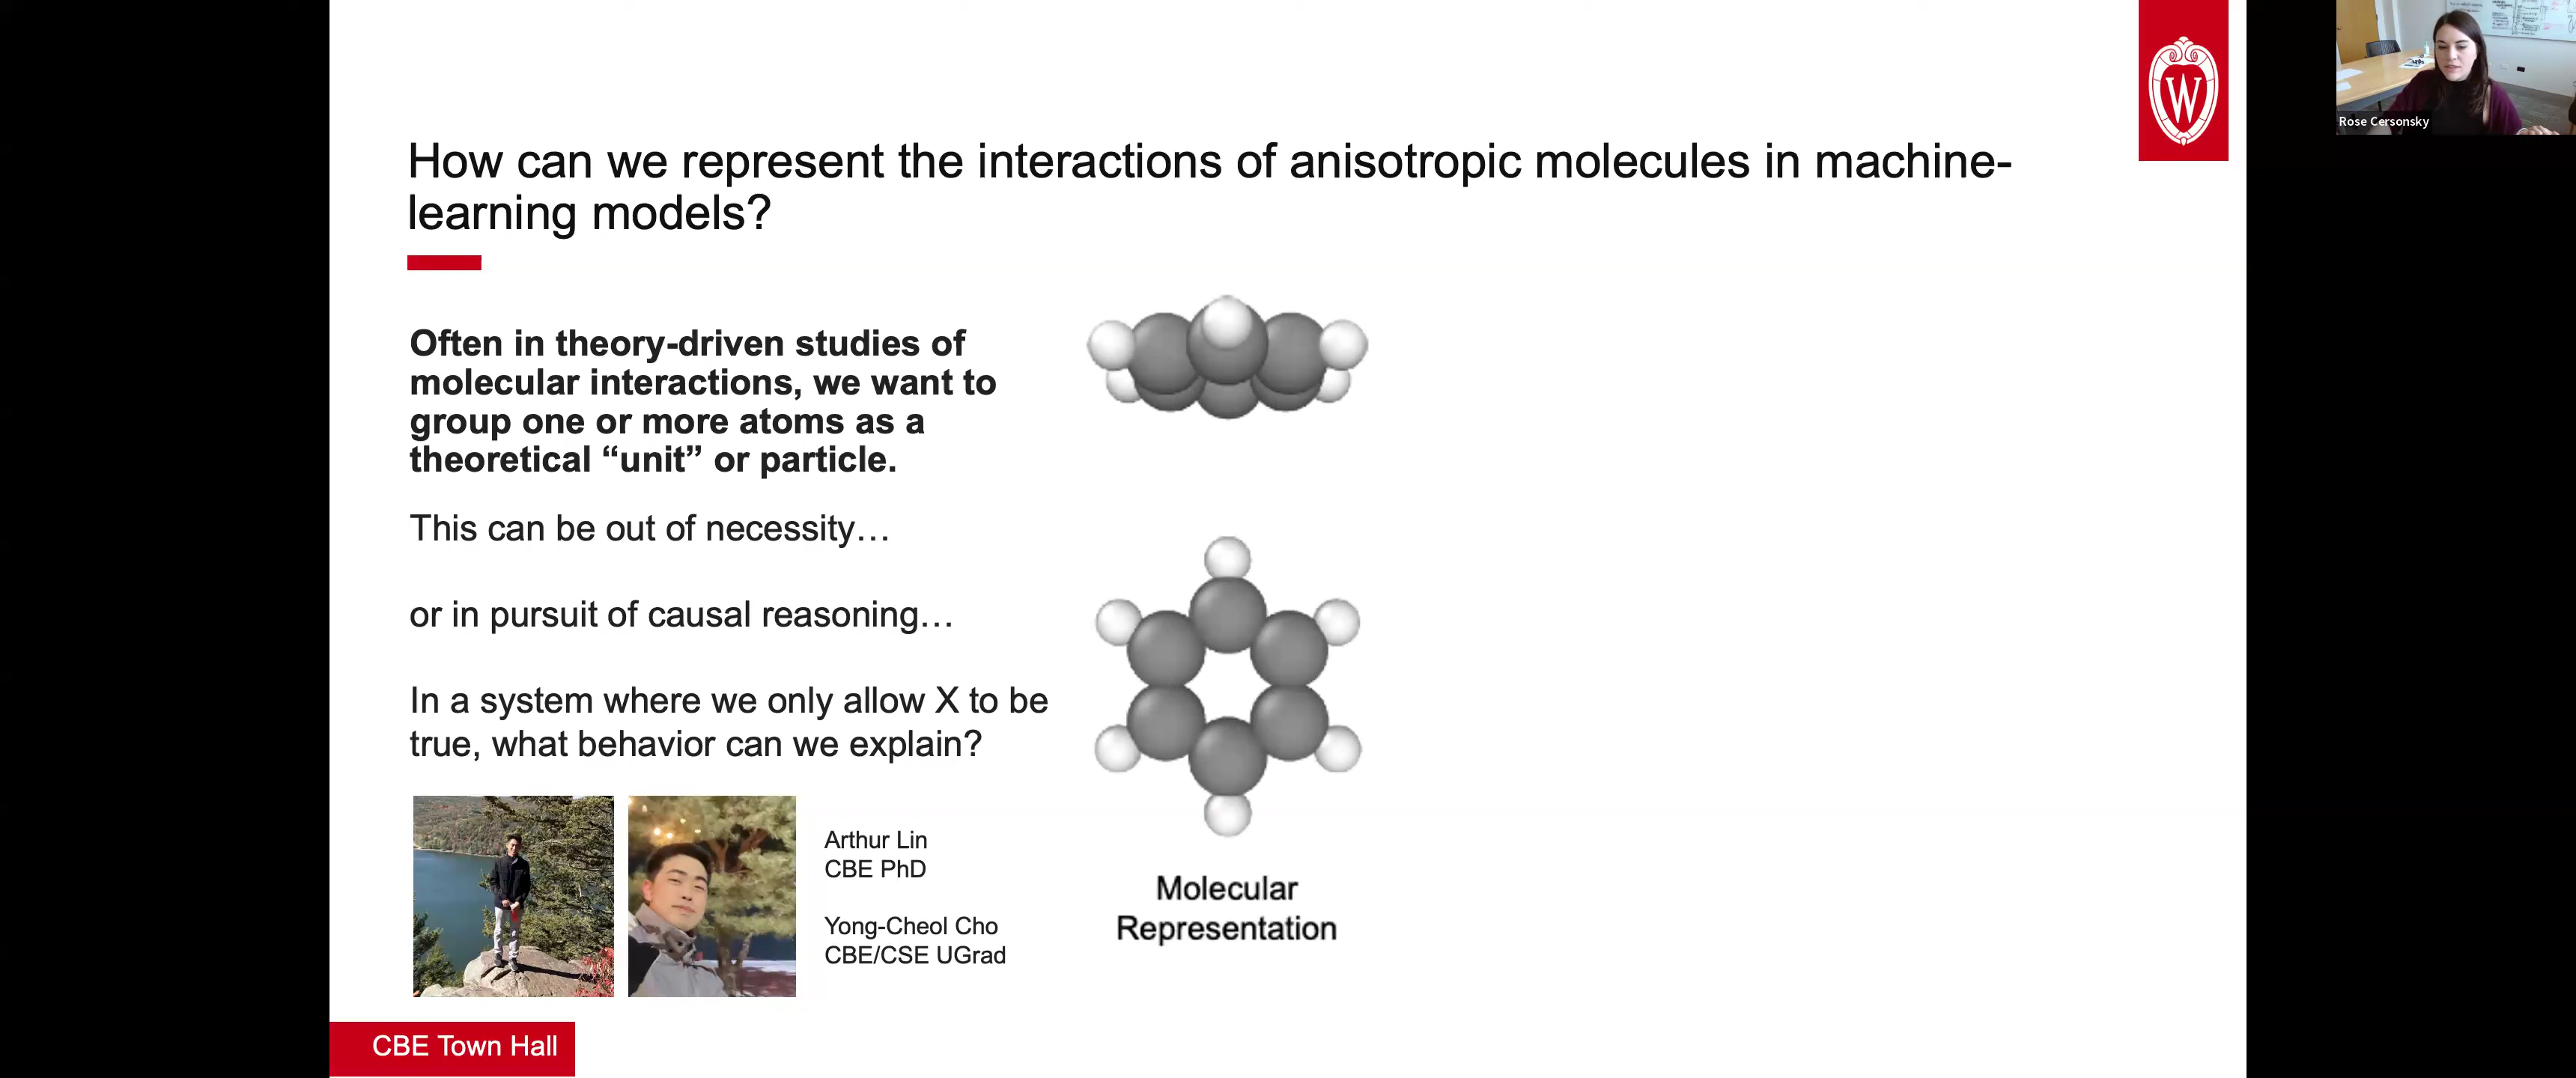 How can we represent the interactions of anisotropic molecules in machine-
learning models?
Often in theory-driven studies of
molecular interactions, we want to
group one or more atoms as a
theoretical “unit” or particle.
This can be out of necessity…
or in pursuit of causal reasoning…
In a system where we only allow X to be
true, what behavior can we explain?
Arthur Lin
CBE PhD
Yong-Cheol Cho
CBE/CSE UGrad
Molecular
Representation
CBE Town Hall
W
Rose Cersonsky